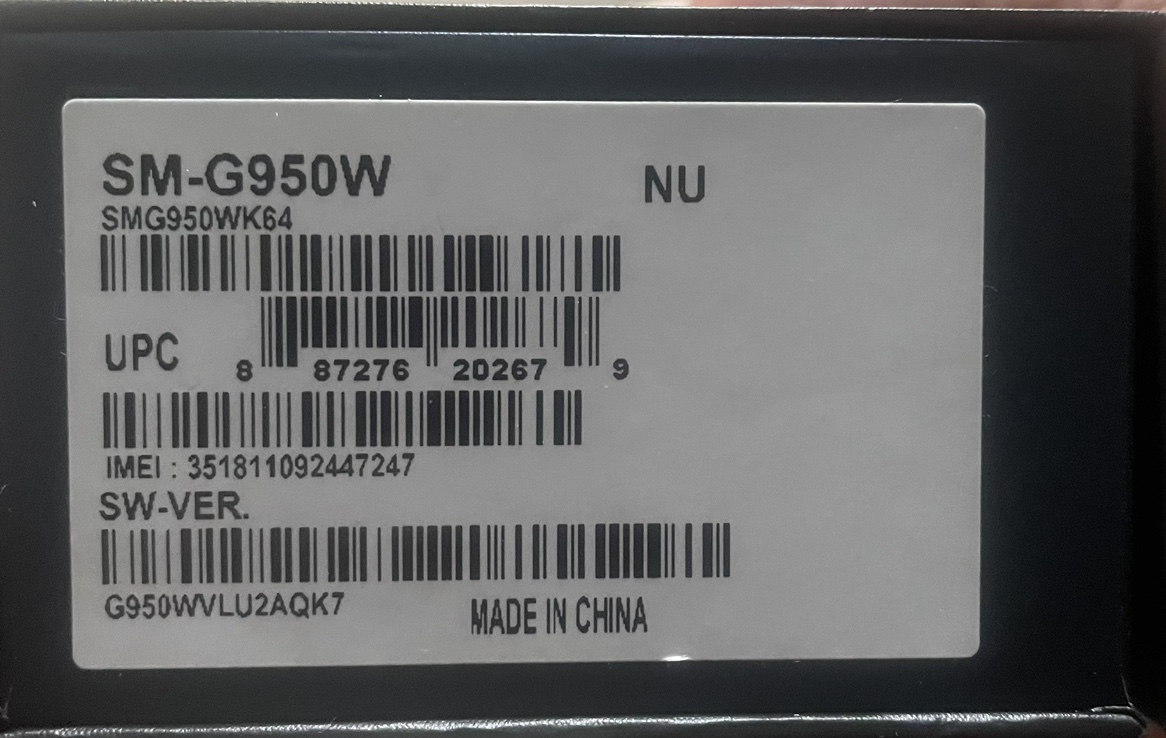 SM-G950W NU
SMG950WK64
UPC 8 87276 20267 9
IMEI : 351811092447247
SW-VER.
G950WVLU2AQK7 MADE IN CHINA